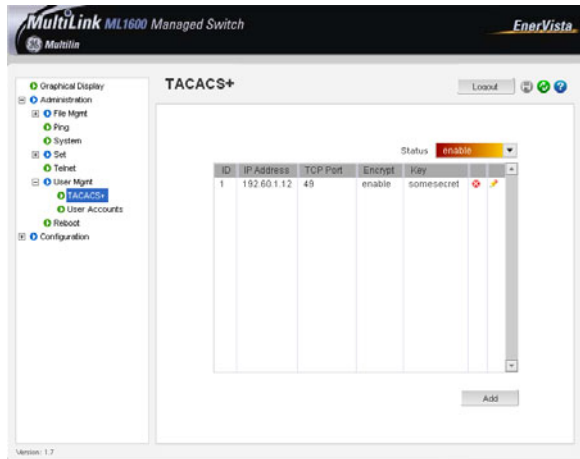 MultiLink ML1600 Managed Switch
EnerVista
Multilin
Graphical Display
Administration
File Mgmt
Ping
System
Set
Telnet
User Mgmt
TACACS+
User Accounts
Reboot
Configuration
TACACS+
Logout
Status enable
ID IP Address TCP Port Encrypt Key
1 192.60.1.12 49 enable somesecret
Add
Version: 1.7